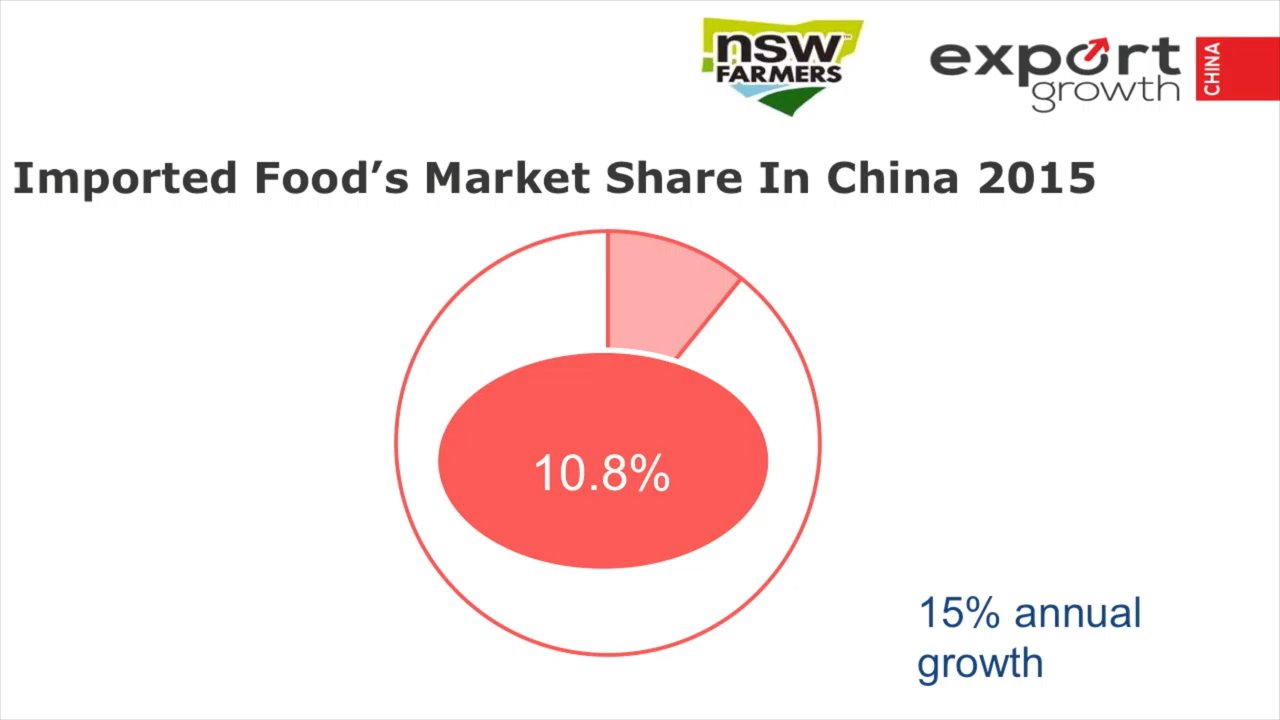 nsw
FARMERS
export
growth
CHINA
Imported Food’s Market Share In China 2015
10.8%
15% annual
growth